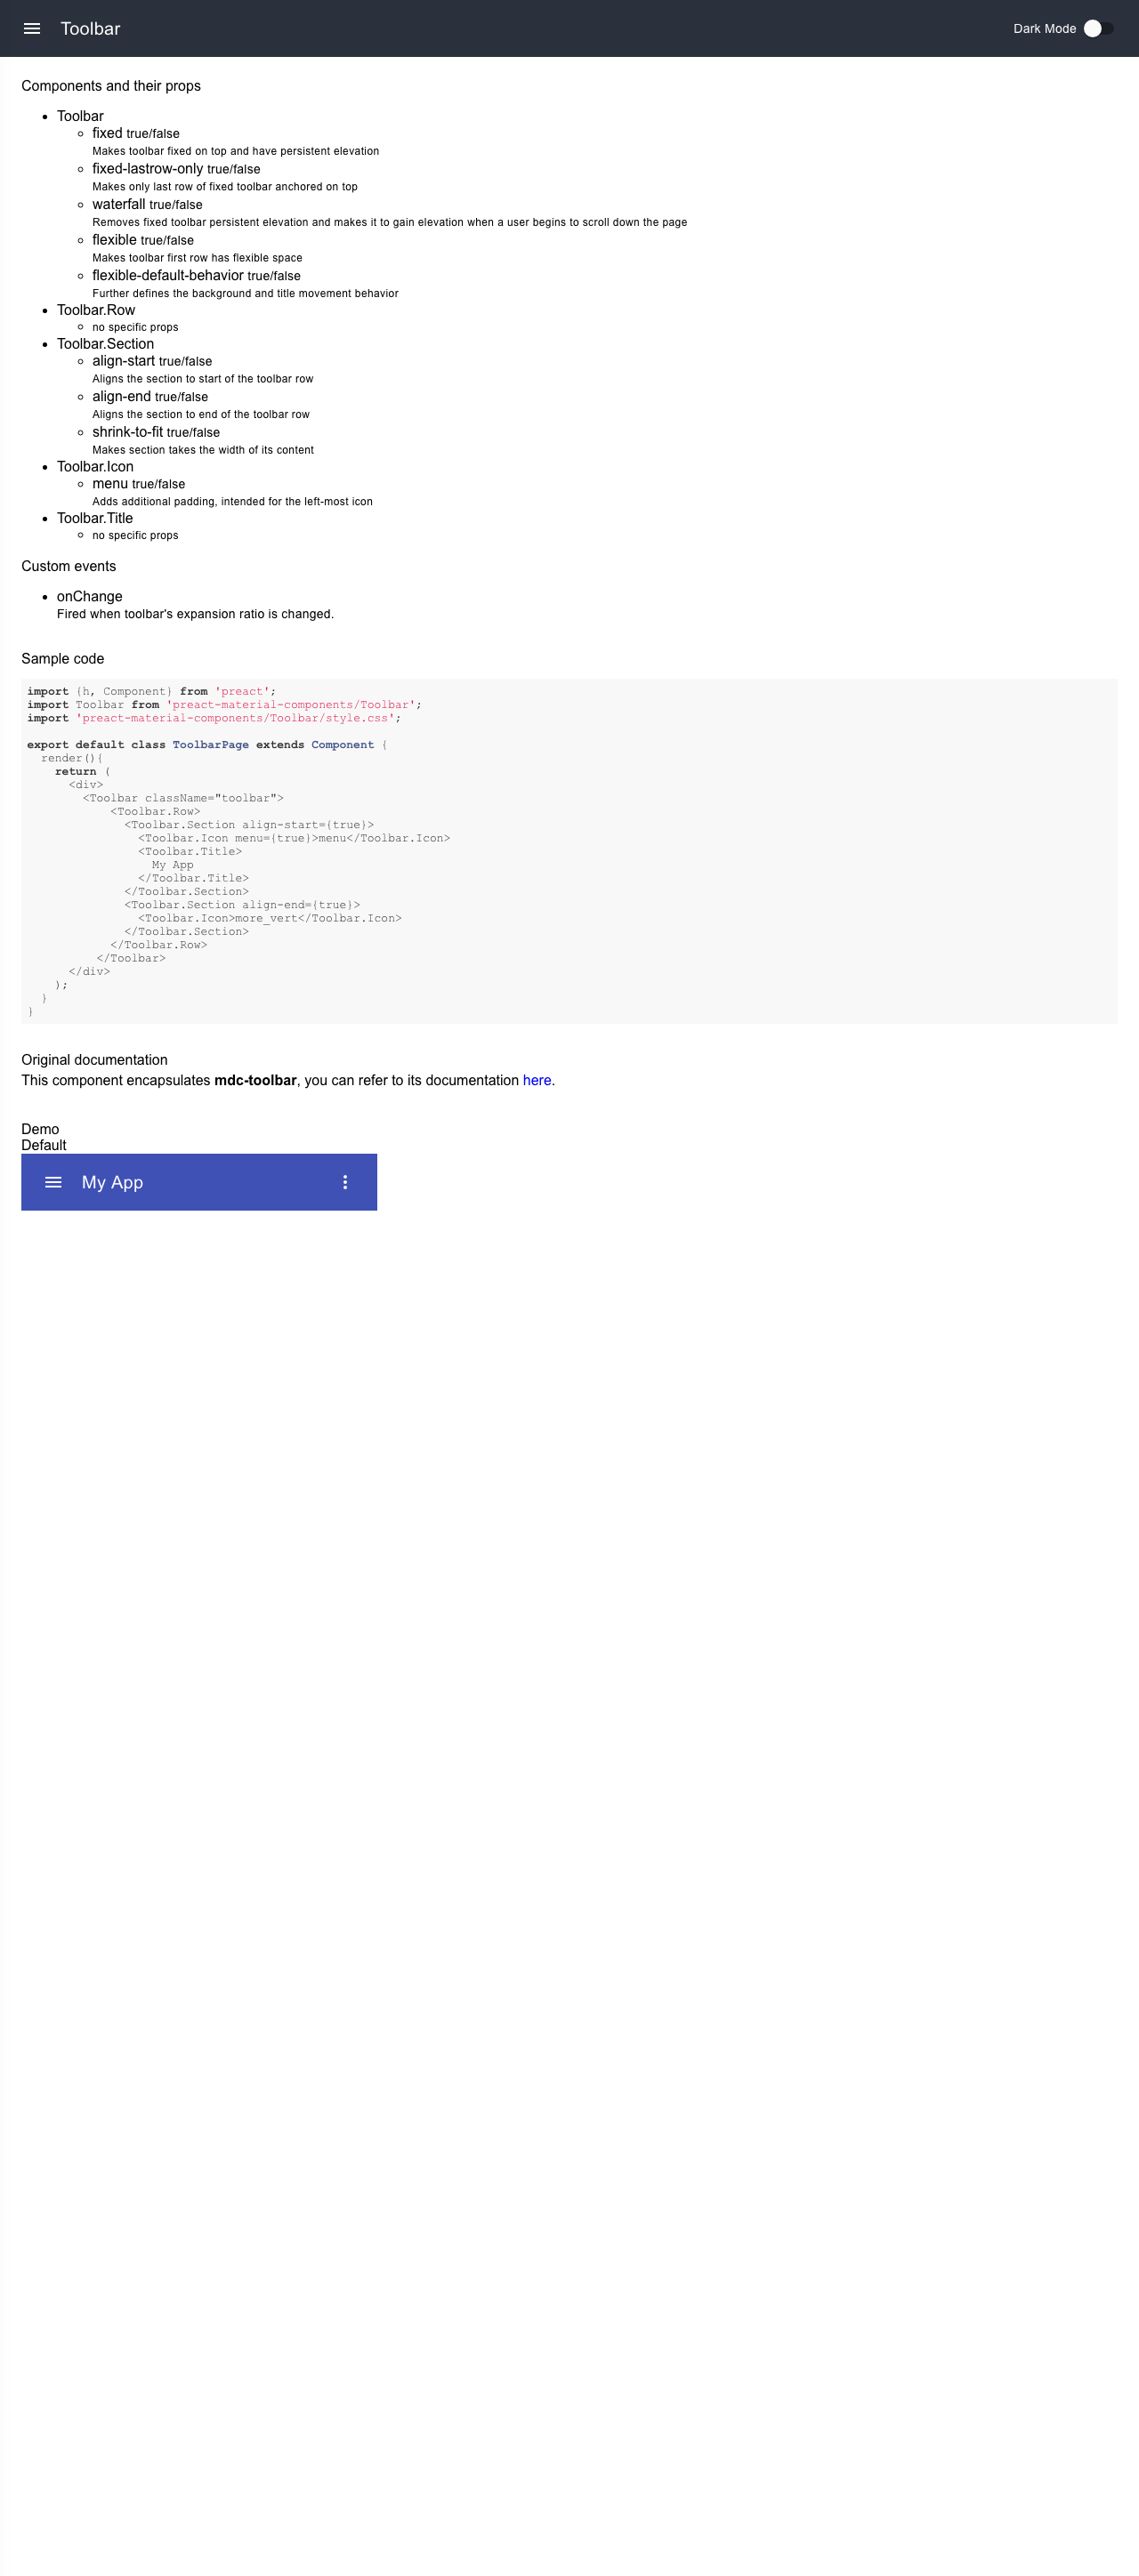 Toolbar
Dark Mode
Components and their props
Toolbar
fixed true/false
Makes toolbar fixed on top and have persistent elevation
fixed-lastrow-only true/false
Makes only last row of fixed toolbar anchored on top
waterfall true/false
Removes fixed toolbar persistent elevation and makes it to gain elevation when a user begins to scroll down the page
flexible true/false
Makes toolbar first row has flexible space
flexible-default-behavior true/false
Further defines the background and title movement behavior
Toolbar.Row
no specific props
Toolbar.Section
align-start true/false
Aligns the section to start of the toolbar row
align-end true/false
Aligns the section to end of the toolbar row
shrink-to-fit true/false
Makes section takes the width of its content
Toolbar.Icon
menu true/false
Adds additional padding, intended for the left-most icon
Toolbar.Title
no specific props
Custom events
onChange
Fired when toolbar's expansion ratio is changed.
Sample code
import {h, Component} from 'preact';
import Toolbar from 'preact-material-components/Toolbar';
import 'preact-material-components/Toolbar/style.css';
export default class ToolbarPage extends Component {
render(){
return (
<div>
<Toolbar className="toolbar">
<Toolbar.Row>
<Toolbar.Section align-start={true}>
<Toolbar.Icon menu={true}>menu</Toolbar.Icon>
<Toolbar.Title>
My App
</Toolbar.Title>
</Toolbar.Section>
<Toolbar.Section align-end={true}>
<Toolbar.Icon>more_vert</Toolbar.Icon>
</Toolbar.Section>
</Toolbar.Row>
</Toolbar>
</div>
);
}
}
Original documentation
This component encapsulates mdc-toolbar, you can refer to its documentation here.
Demo
Default
My App